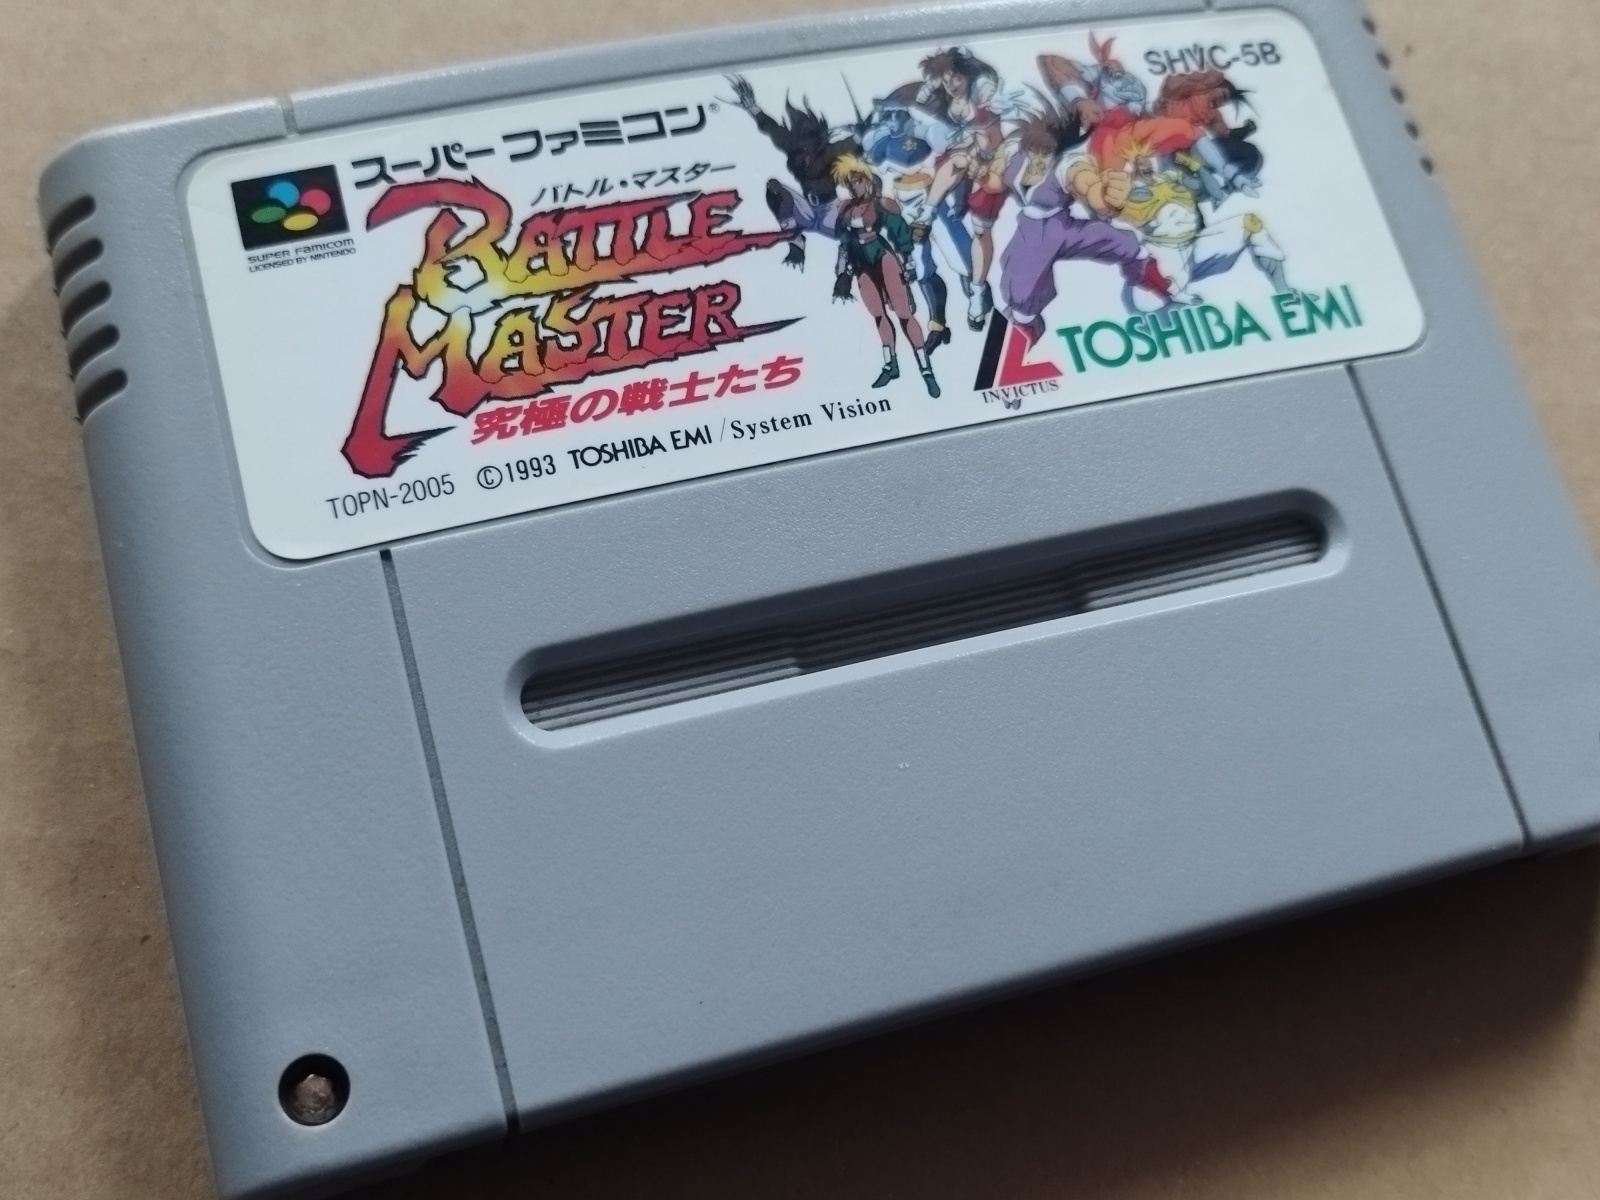 SHVC-5B
スーパーファミコン®
バトル・マスター
BATTLE
MASTER
究極の戦士たち
SUPER FAMICOM
LICENSED BY NINTENDO
TOSHIBA EMI
INVICTUS
TOPN-2005 ©1993 TOSHIBA EMI/System Vision